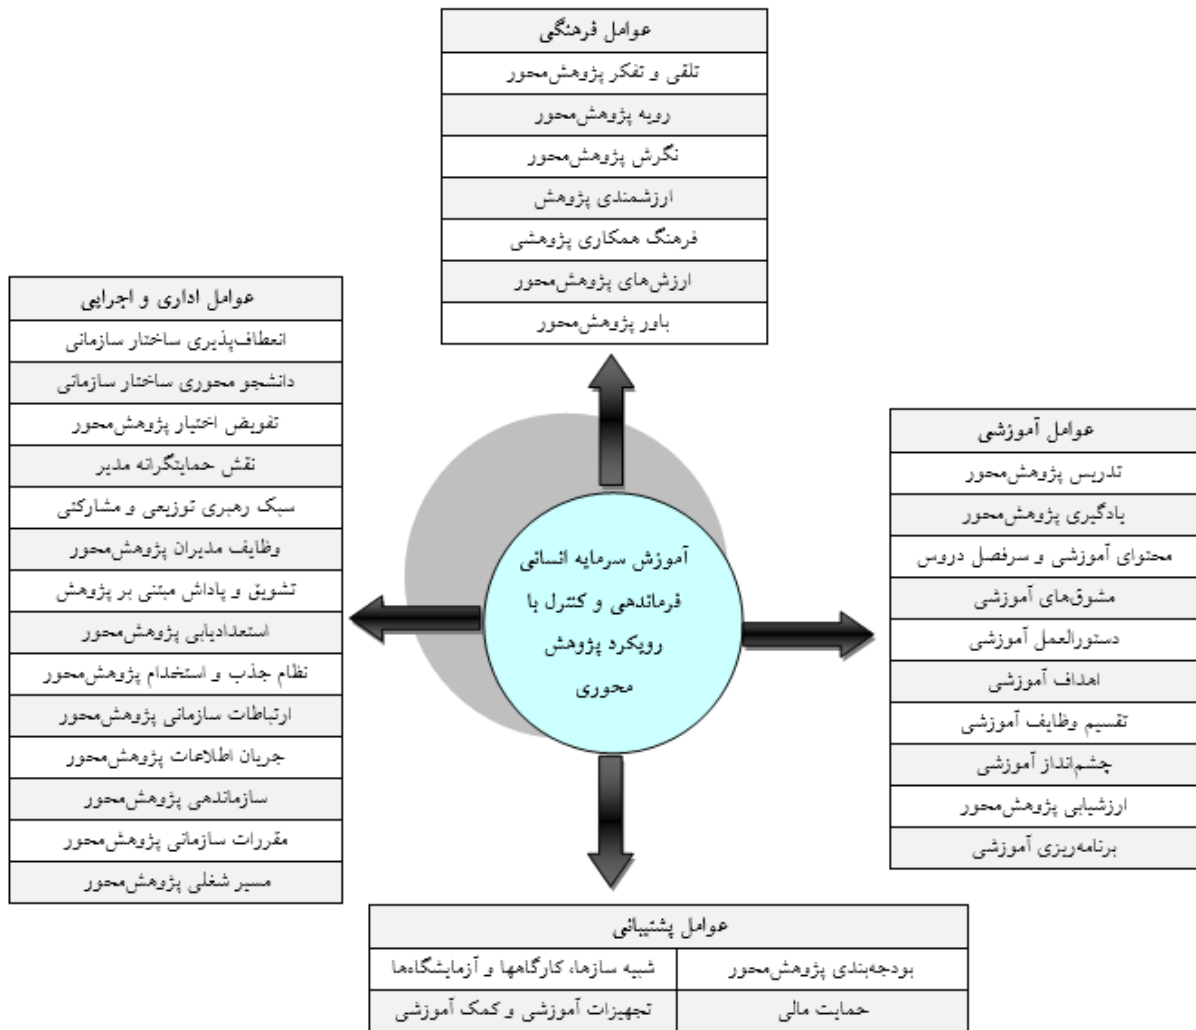 عوامل فرهنگی
تلقی و تفکر پژوهش‌محور
رویه پژوهش‌محور
نگرش پژوهش‌محور
ارزشمندی پژوهش
فرهنگ همکاری پژوهشی
ارزش‌های پژوهش‌محور
باور پژوهش‌محور
عوامل آموزشی
تدریس پژوهش‌محور
یادگیری پژوهش‌محور
محتوای آموزشی و سرفصل دروس
مشوق‌های آموزشی
دستورالعمل آموزشی
اهداف آموزشی
تقسیم وظایف آموزشی
چشم‌انداز آموزشی
ارزشیابی پژوهش‌محور
برنامه‌ریزی آموزشی
آموزش سرمایه انسانی
فرماندهی و کنترل با
رویکرد پژوهش
محوری
عوامل اداری و اجرایی
انعطاف‌پذیری ساختار سازمانی
دانشجو محوری ساختار سازمانی
تفویض اختیار پژوهش‌محور
نقش حمایتگرانه مدیر
سبک رهبری توزیعی و مشارکتی
وظایف مدیران پژوهش‌محور
تشویق و پاداش مبتنی بر پژوهش
استعدادیابی پژوهش‌محور
نظام جذب و استخدام پژوهش‌محور
ارتباطات سازمانی پژوهش‌محور
جریان اطلاعات پژوهش‌محور
سازماندهی پژوهش‌محور
مقررات سازمانی پژوهش‌محور
مسیر شغلی پژوهش‌محور
عوامل پشتیبانی
بودجه‌بندی پژوهش‌محور
شبیه سازها، کارگاهها و آزمایشگاه‌ها
حمایت مالی
تجهیزات آموزشی و کمک آموزشی